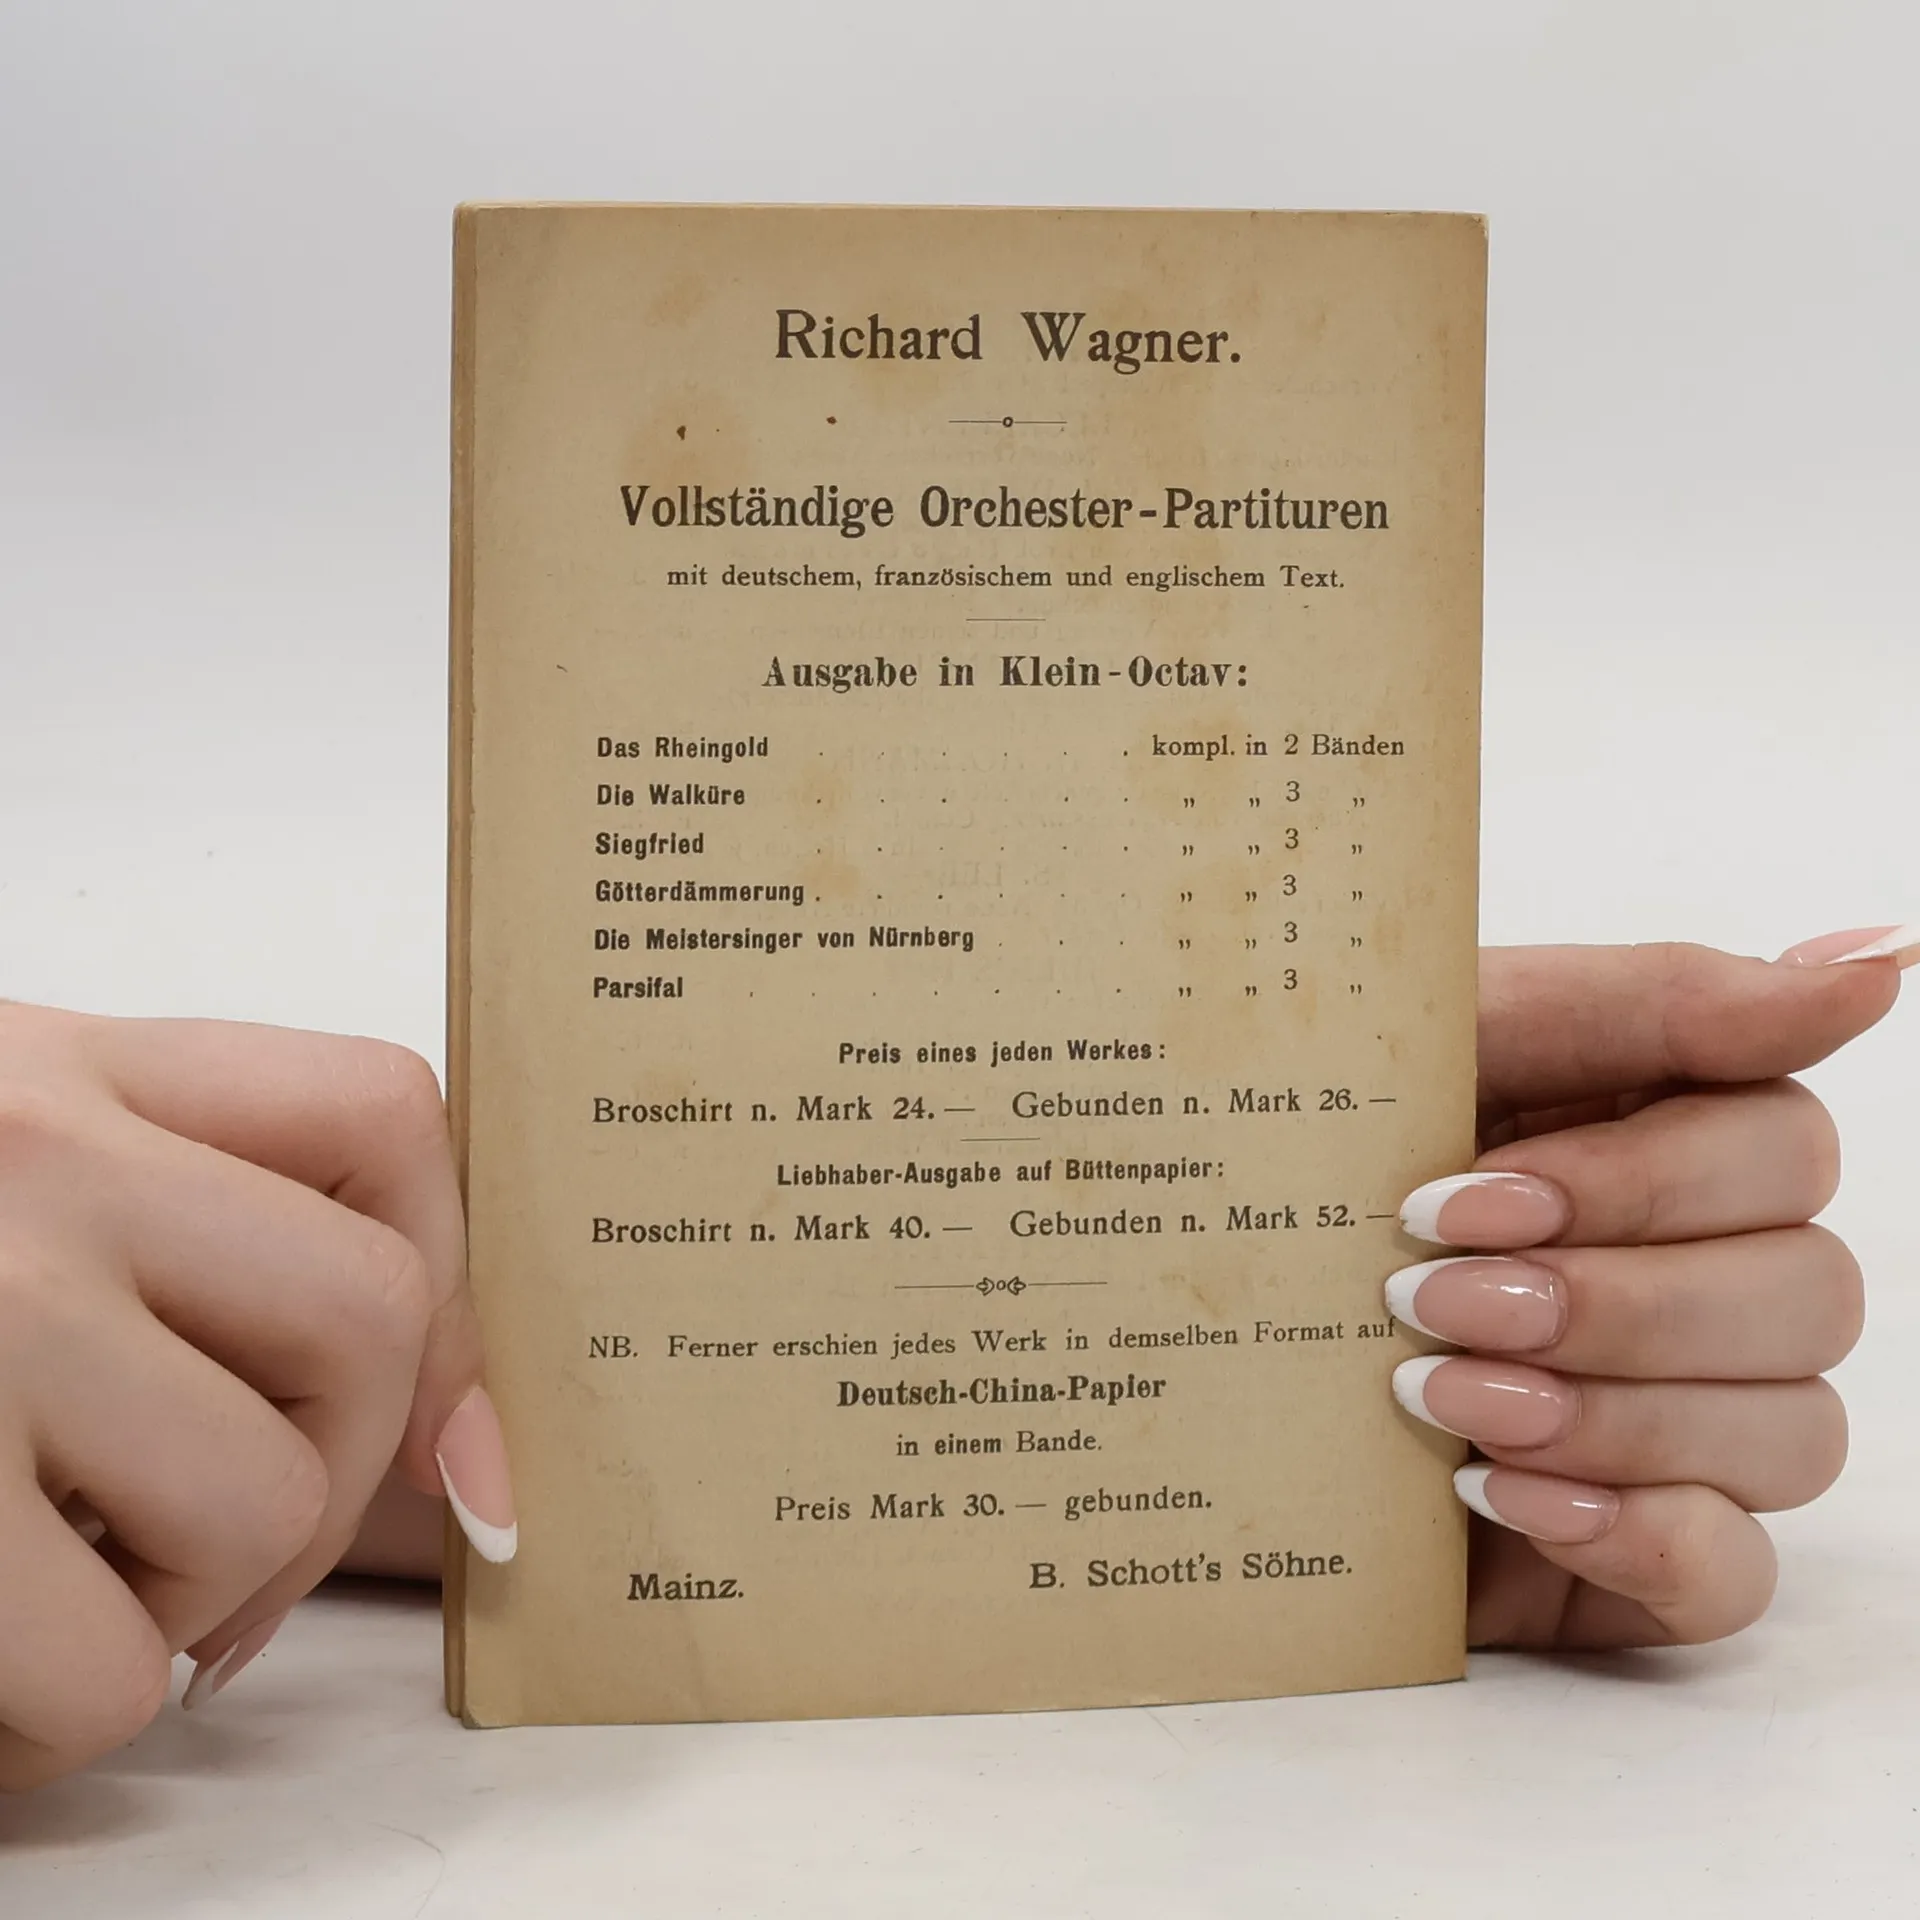 Richard Wagner.
Vollständige Orchester-Partituren
mit deutschem, französischem und englischem Text.
Ausgabe in Klein-Octav:
Das Rheingold . . . . . . kompl. in 2 Bänden
Die Walküre . . . . . . „ „ 3 „
Siegfried . . . . . . „ „ 3 „
Götterdämmerung . . . . . . „ „ 3 „
Die Meistersinger von Nürnberg . . . „ „ 3 „
Parsifal . . . . . . . „ „ 3 „
Preis eines jeden Werkes:
Broschirt n. Mark 24.— Gebunden n. Mark 26.—
Liebhaber-Ausgabe auf Büttenpapier:
Broschirt n. Mark 40.— Gebunden n. Mark 52.—
NB. Ferner erschien jedes Werk in demselben Format auf
Deutsch-China-Papier
in einem Bande.
Preis Mark 30.— gebunden.
Mainz. B. Schott's Söhne.